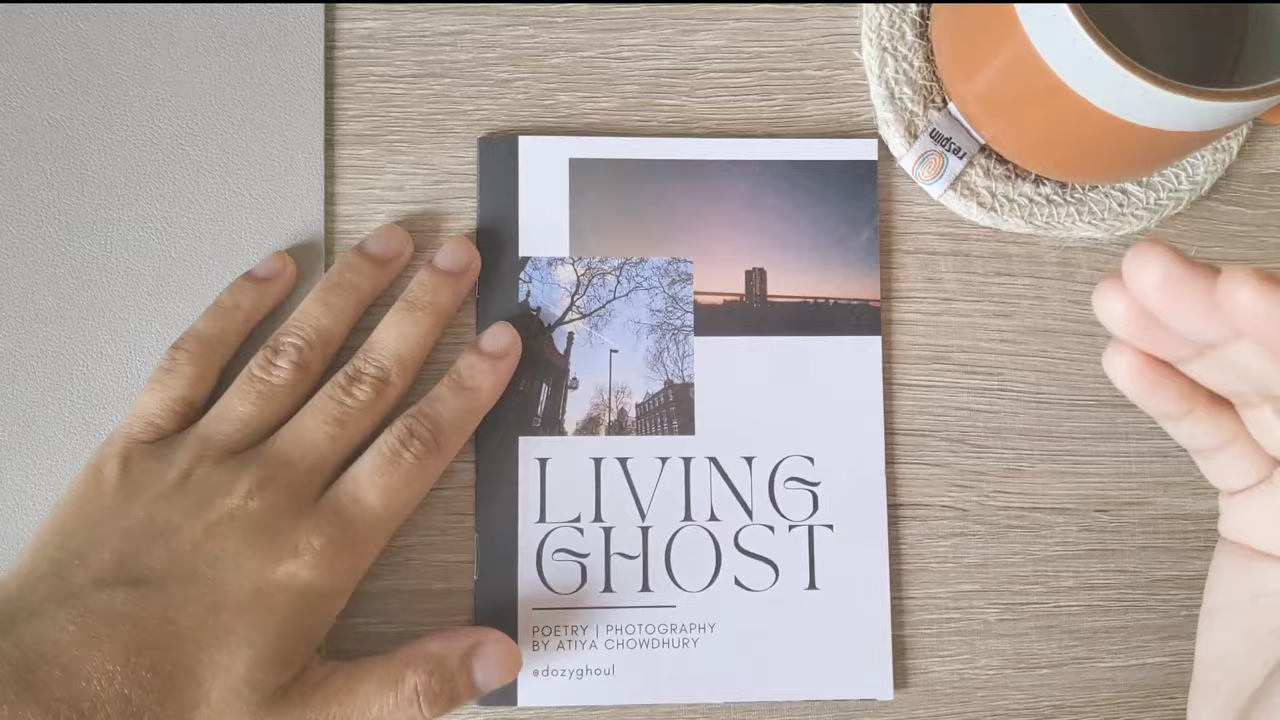 respiin
LIVING
GHOST
POETRY | PHOTOGRAPHY
BY ATIYA CHOWDHURY
@dozyghoul